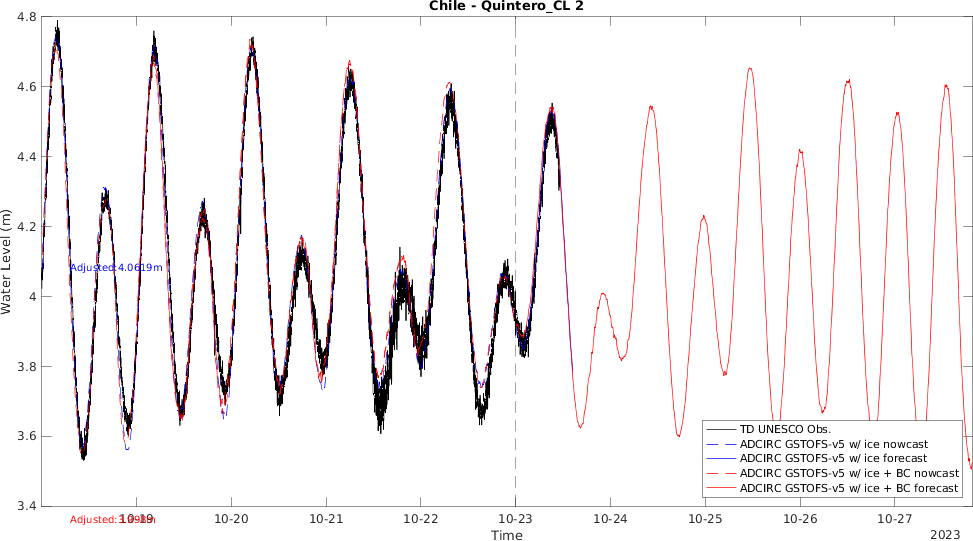 Chile - Quintero_CL 2
4.8
4.6
4.4
4.2
4
3.8
3.6
3.4
Water Level (m)
Adjusted:4.0619m
TD UNESCO Obs.
ADCIRC GSTOFS-v5 w/ ice nowcast
ADCIRC GSTOFS-v5 w/ ice forecast
ADCIRC GSTOFS-v5 w/ ice + BC nowcast
ADCIRC GSTOFS-v5 w/ ice + BC forecast
Adjusted:
10-19 10-20 10-21 10-22 10-23 10-24 10-25 10-26 10-27
Time
2023